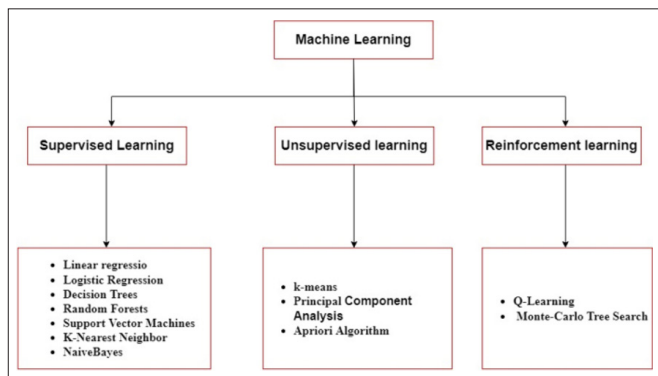 Machine Learning
Supervised Learning
Unsupervised learning
Reinforcement learning
Linear regressio
Logistic Regression
Decision Trees
Random Forests
Support Vector Machines
K-Nearest Neighbor
NaiveBayes
k-means
Principal Component
Analysis
Apriori Algorithm
Q-Learning
Monte-Carlo Tree Search